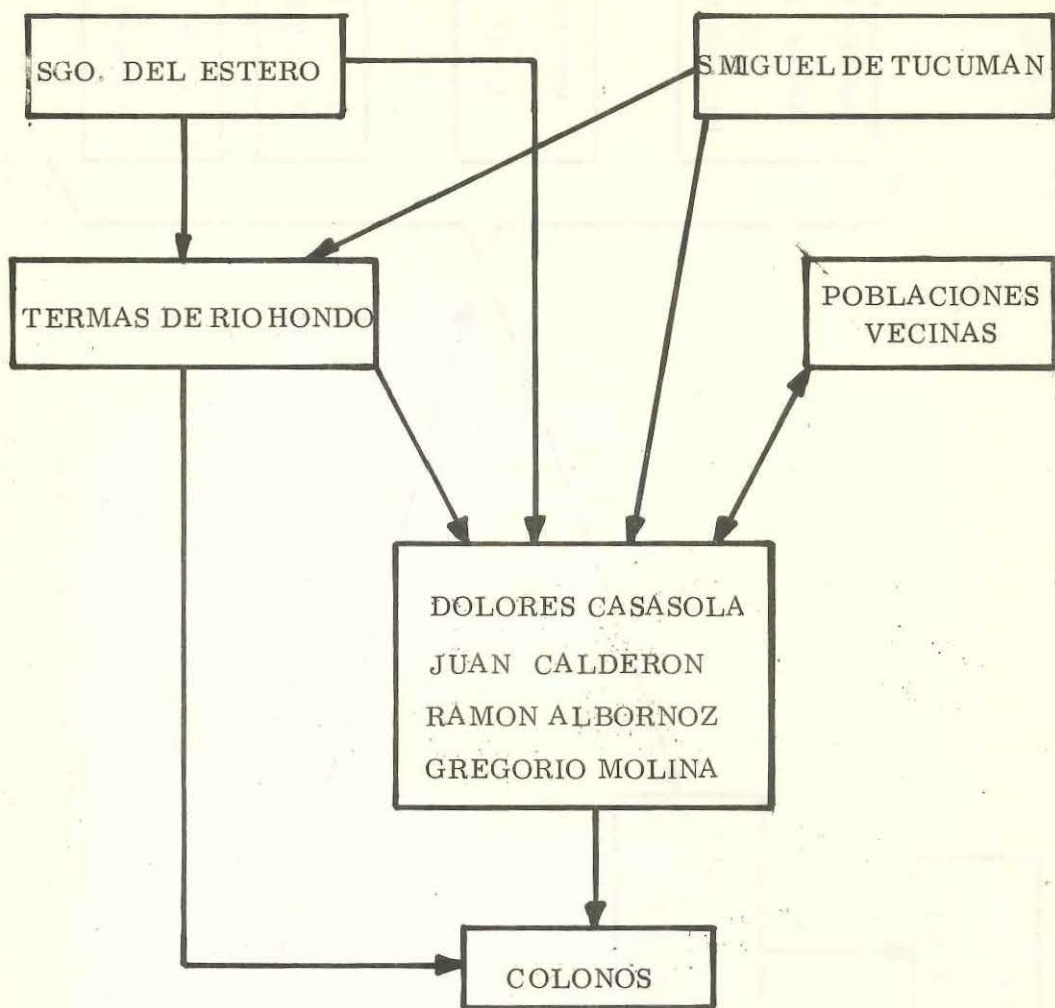 SGO. DEL ESTERO
S.MIGUEL DE TUCUMAN
TERMAS DE RIO HONDO
POBLACIONES
VECINAS
DOLORES CASASOLA
JUAN CALDERON
RAMON ALBORNOZ
GREGORIO MOLINA
COLONOS